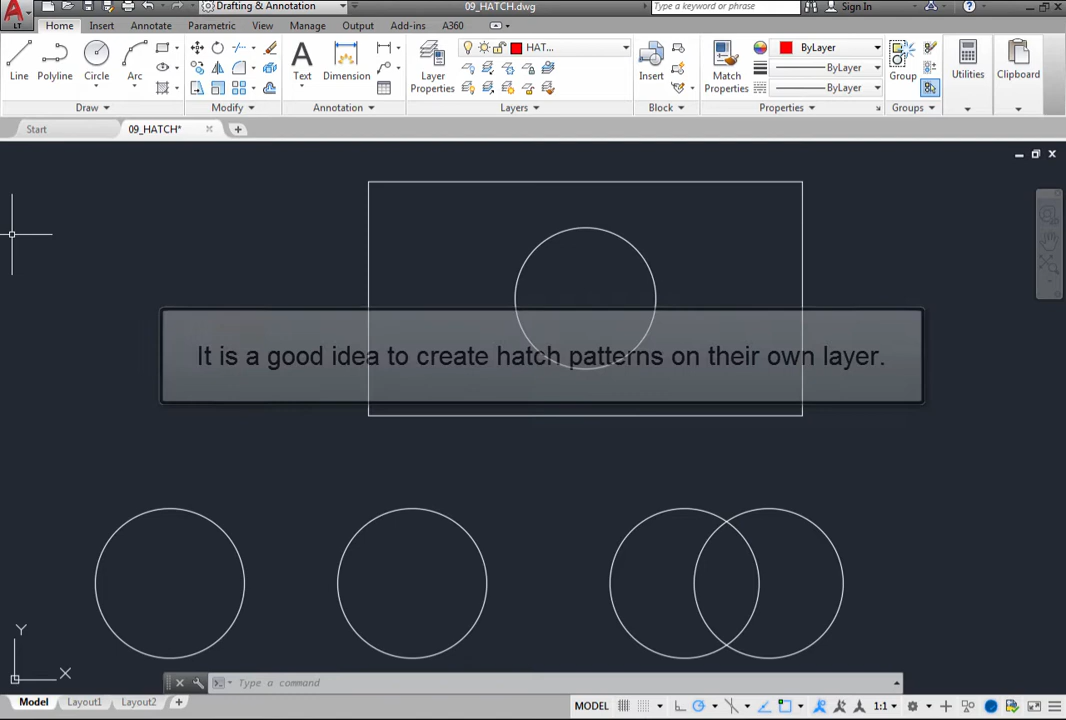 LT
Drafting & Annotation
09_HATCH.dwg
Type a keyword or phrase
Sign In
Home Insert Annotate Parametric View Manage Output Add-ins A360
Line Polyline Circle Arc Text Dimension Layer Properties HAT... Insert Match Properties ByLayer ByLayer ByLayer Group Utilities Clipboard
Draw Modify Annotation Layers Block Properties Groups
Start 09_HATCH*
It is a good idea to create hatch patterns on their own layer.
Y
X
Type a command
Model Layout1 Layout2 MODEL 1:1